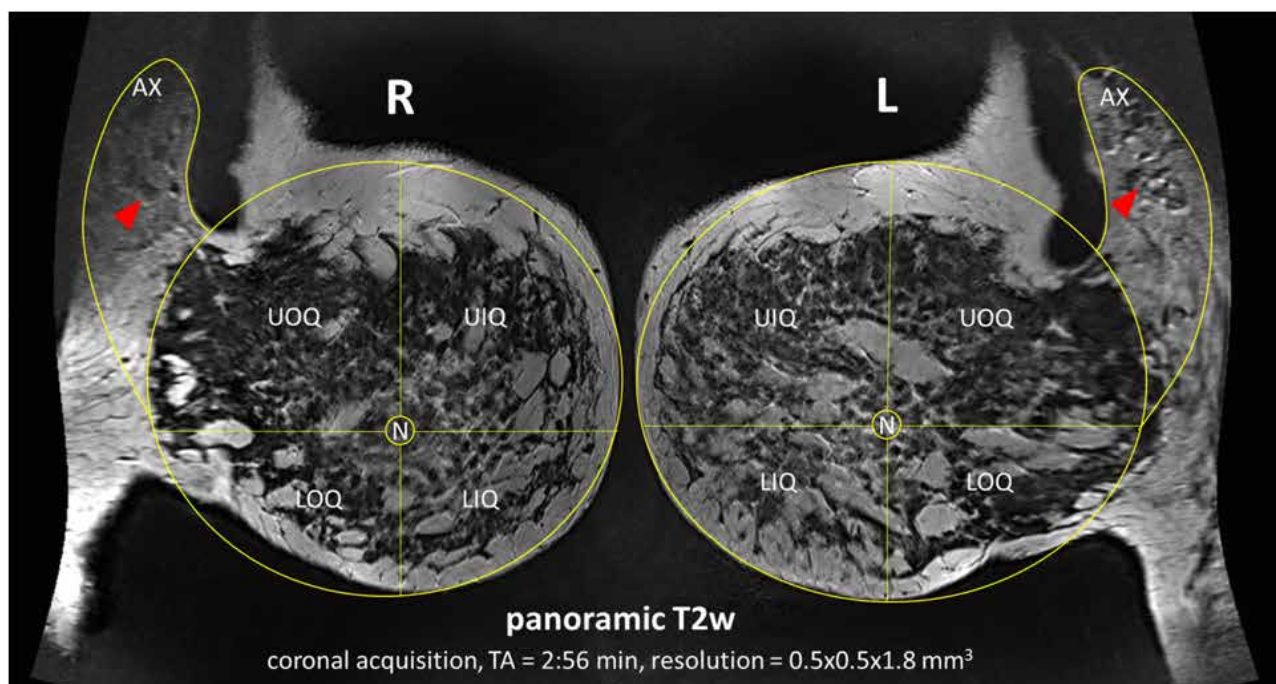 AX
R
L
AX
UOQ
UIQ
UIQ
UOQ
N
N
LOQ
LIQ
LIQ
LOQ
panoramic T2w
coronal acquisition, TA = 2:56 min, resolution = 0.5x0.5x1.8 mm³